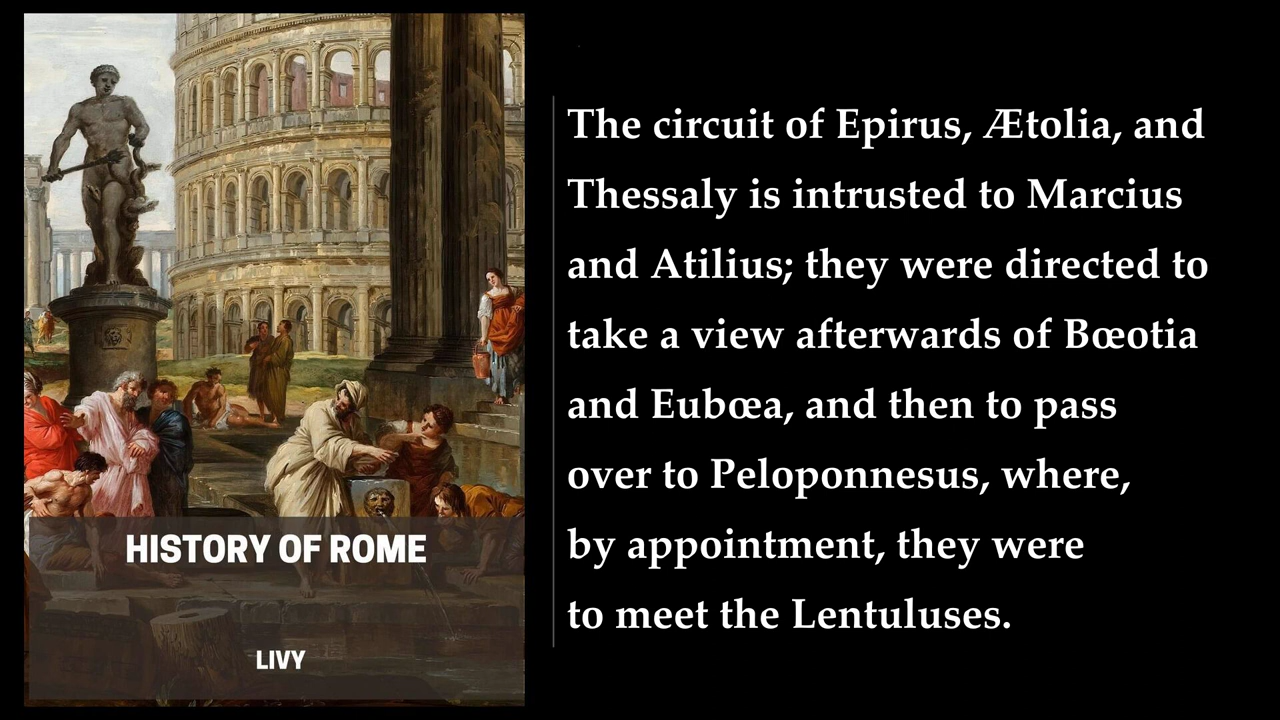 HISTORY OF ROME
LIVY
The circuit of Epirus, Ætolia, and
Thessaly is intrusted to Marcius
and Atilius; they were directed to
take a view afterwards of Bœotia
and Eubœa, and then to pass
over to Peloponnesus, where,
by appointment, they were
to meet the Lentuluses.